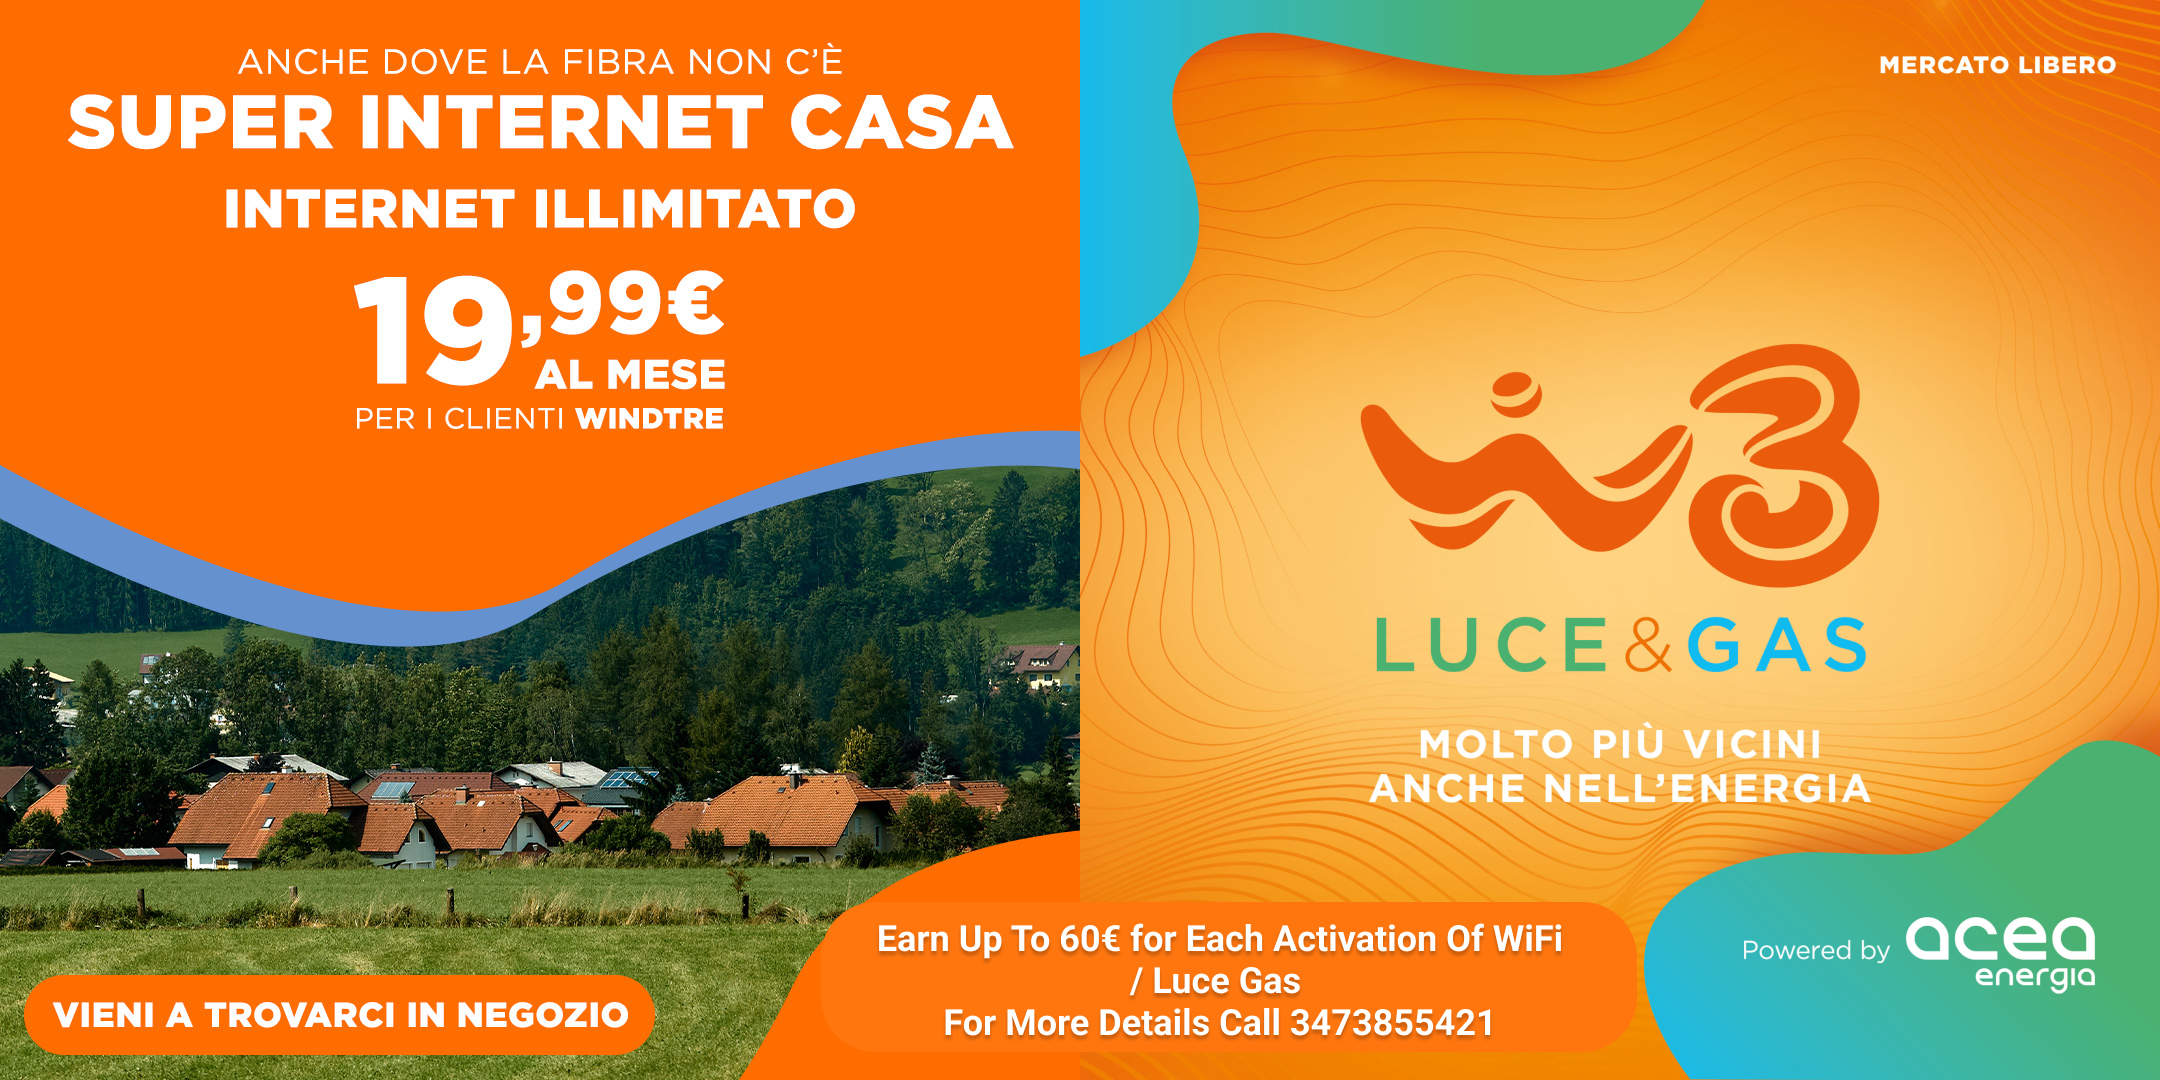 ANCHE DOVE LA FIBRA NON C'È
SUPER INTERNET CASA
INTERNET ILLIMITATO
19,99€
AL MESE
PER I CLIENTI WINDTRE
VIENI A TROVARCI IN NEGOZIO
MERCATO LIBERO
W3
LUCE&GAS
MOLTO PIÙ VICINI
ANCHE NELL'ENERGIA
Earn Up To 60€ for Each Activation Of WiFi
/ Luce Gas
For More Details Call 3473855421
Powered by acea
energia